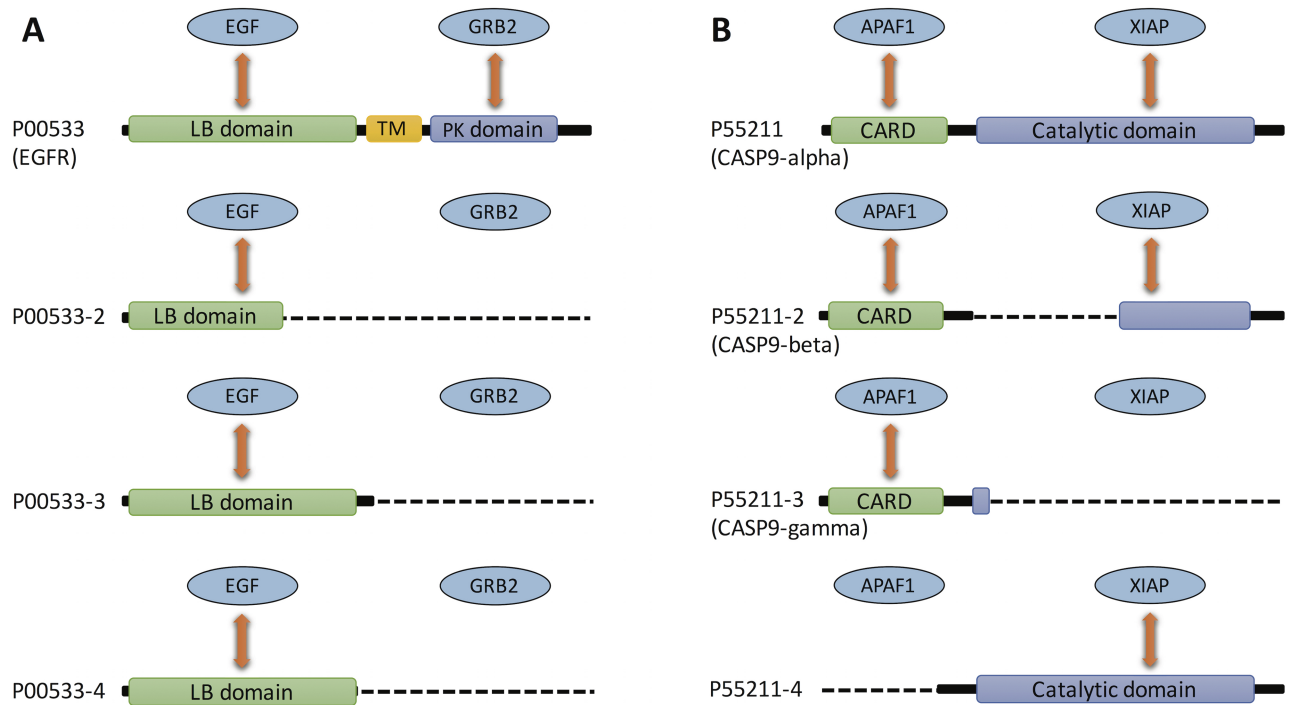 A
EGF
GRB2
P00533
(EGFR)
LB domain
TM
PK domain
EGF
GRB2
P00533-2
LB domain
EGF
GRB2
P00533-3
LB domain
EGF
GRB2
P00533-4
LB domain
B
APAF1
XIAP
P55211
(CASP9-alpha)
CARD
Catalytic domain
APAF1
XIAP
P55211-2
(CASP9-beta)
CARD
APAF1
XIAP
P55211-3
(CASP9-gamma)
CARD
APAF1
XIAP
P55211-4
Catalytic domain